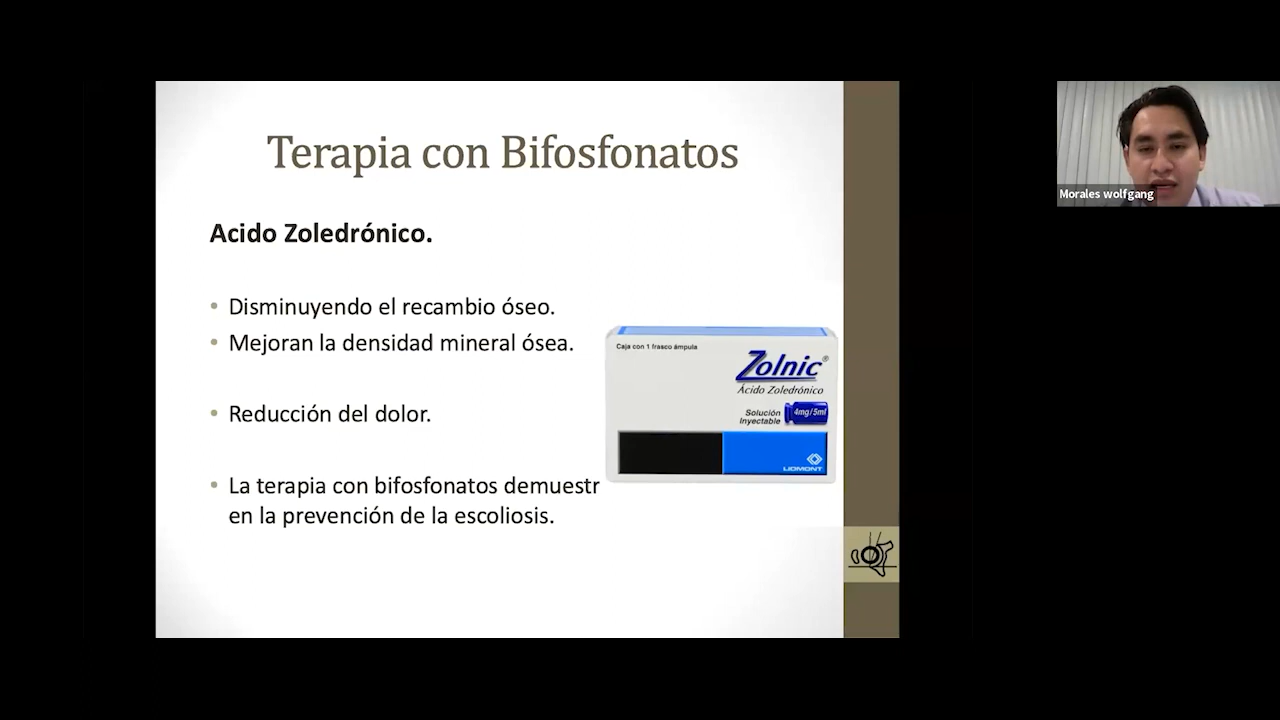 Terapia con Bifosfonatos
Acido Zoledrónico.
• Disminuyendo el recambio óseo.
• Mejoran la densidad mineral ósea.
• Reducción del dolor.
• La terapia con bifosfonatos demuestr
en la prevención de la escoliosis.
Caja con 1 frasco ámpula
Zolnic®
Ácido Zoledrónico
Solución
Inyectable
4mg/5ml
LIOMONT
Morales wolfgang